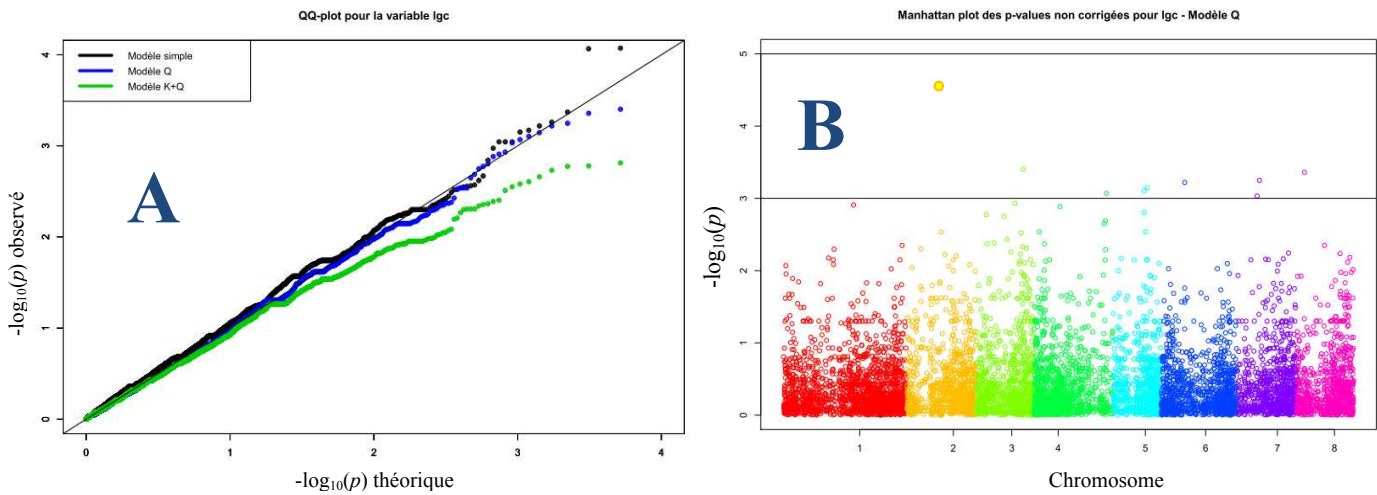 QQ-plot pour la variable lgc
Modèle simple
Modèle Q
Modèle K+Q
A
-log10(p) observé
0
1
2
3
4
0 1 2 3 4
-log10(p) théorique
Manhattan plot des p-values non corrigées pour lgc - Modèle Q
B
-log10(p)
5
4
3
2
1
0
1 2 3 4 5 6 7 8
Chromosome